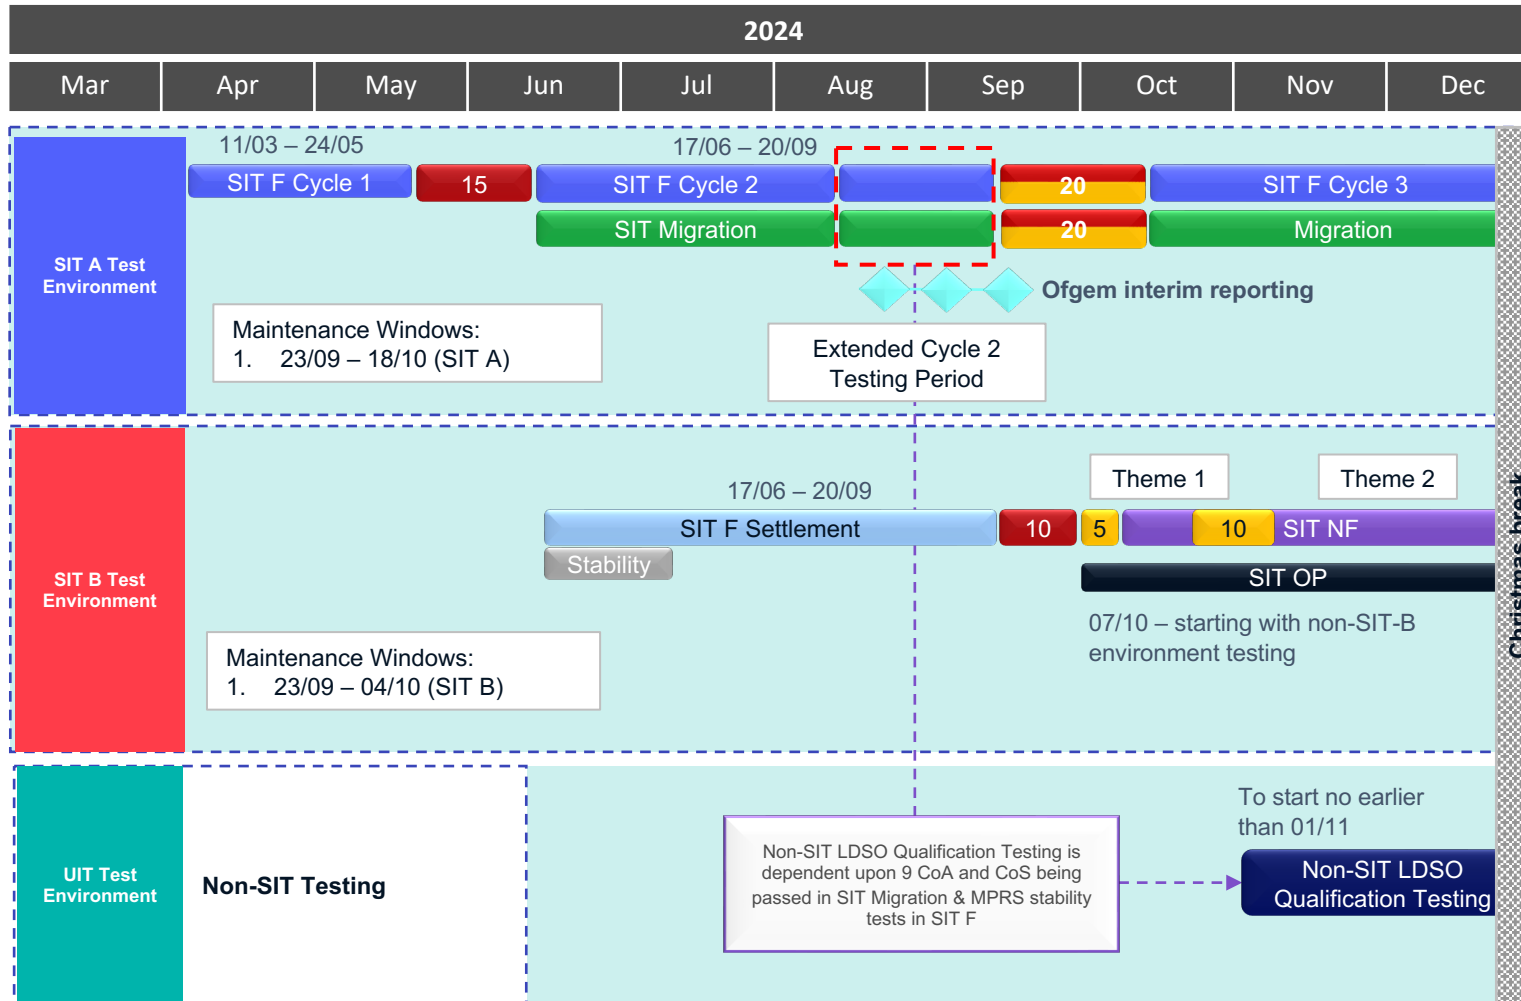 2024
Mar Apr May Jun Jul Aug Sep Oct Nov Dec
SIT A Test
Environment
11/03 – 24/05
17/06 – 20/09
SIT F Cycle 1
15
SIT F Cycle 2
20
SIT F Cycle 3
SIT Migration
20
Migration
Ofgem interim reporting
Maintenance Windows:
1. 23/09 – 18/10 (SIT A)
Extended Cycle 2
Testing Period
SIT B Test
Environment
Theme 1
Theme 2
17/06 – 20/09
SIT F Settlement
10
5
10
SIT NF
Stability
SIT OP
07/10 – starting with non-SIT-B
environment testing
Maintenance Windows:
1. 23/09 – 04/10 (SIT B)
Christmas break
UIT Test
Environment
Non-SIT Testing
Non-SIT LDSO Qualification Testing is
dependent upon 9 CoA and CoS being
passed in SIT Migration & MPRS stability
tests in SIT F
To start no earlier
than 01/11
Non-SIT LDSO
Qualification Testing